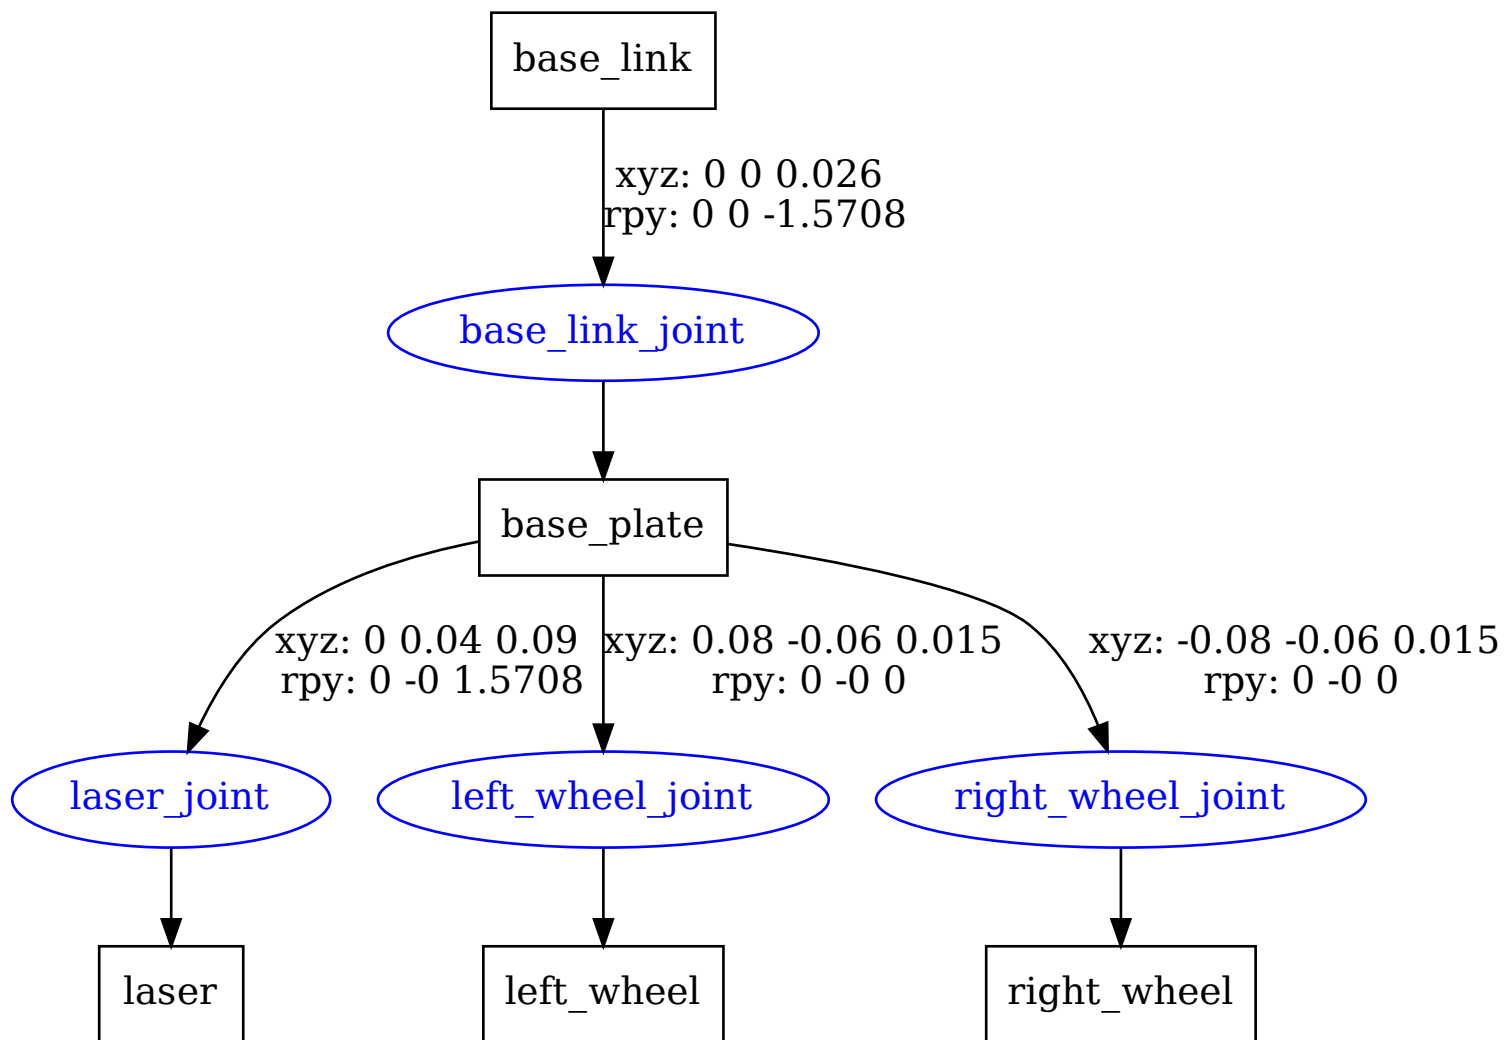 base_link
xyz: 0 0 0.026
rpy: 0 0 -1.5708
base_link_joint
base_plate
xyz: 0 0.04 0.09
rpy: 0 -0 1.5708
xyz: 0.08 -0.06 0.015
rpy: 0 -0 0
xyz: -0.08 -0.06 0.015
rpy: 0 -0 0
laser_joint
left_wheel_joint
right_wheel_joint
laser
left_wheel
right_wheel